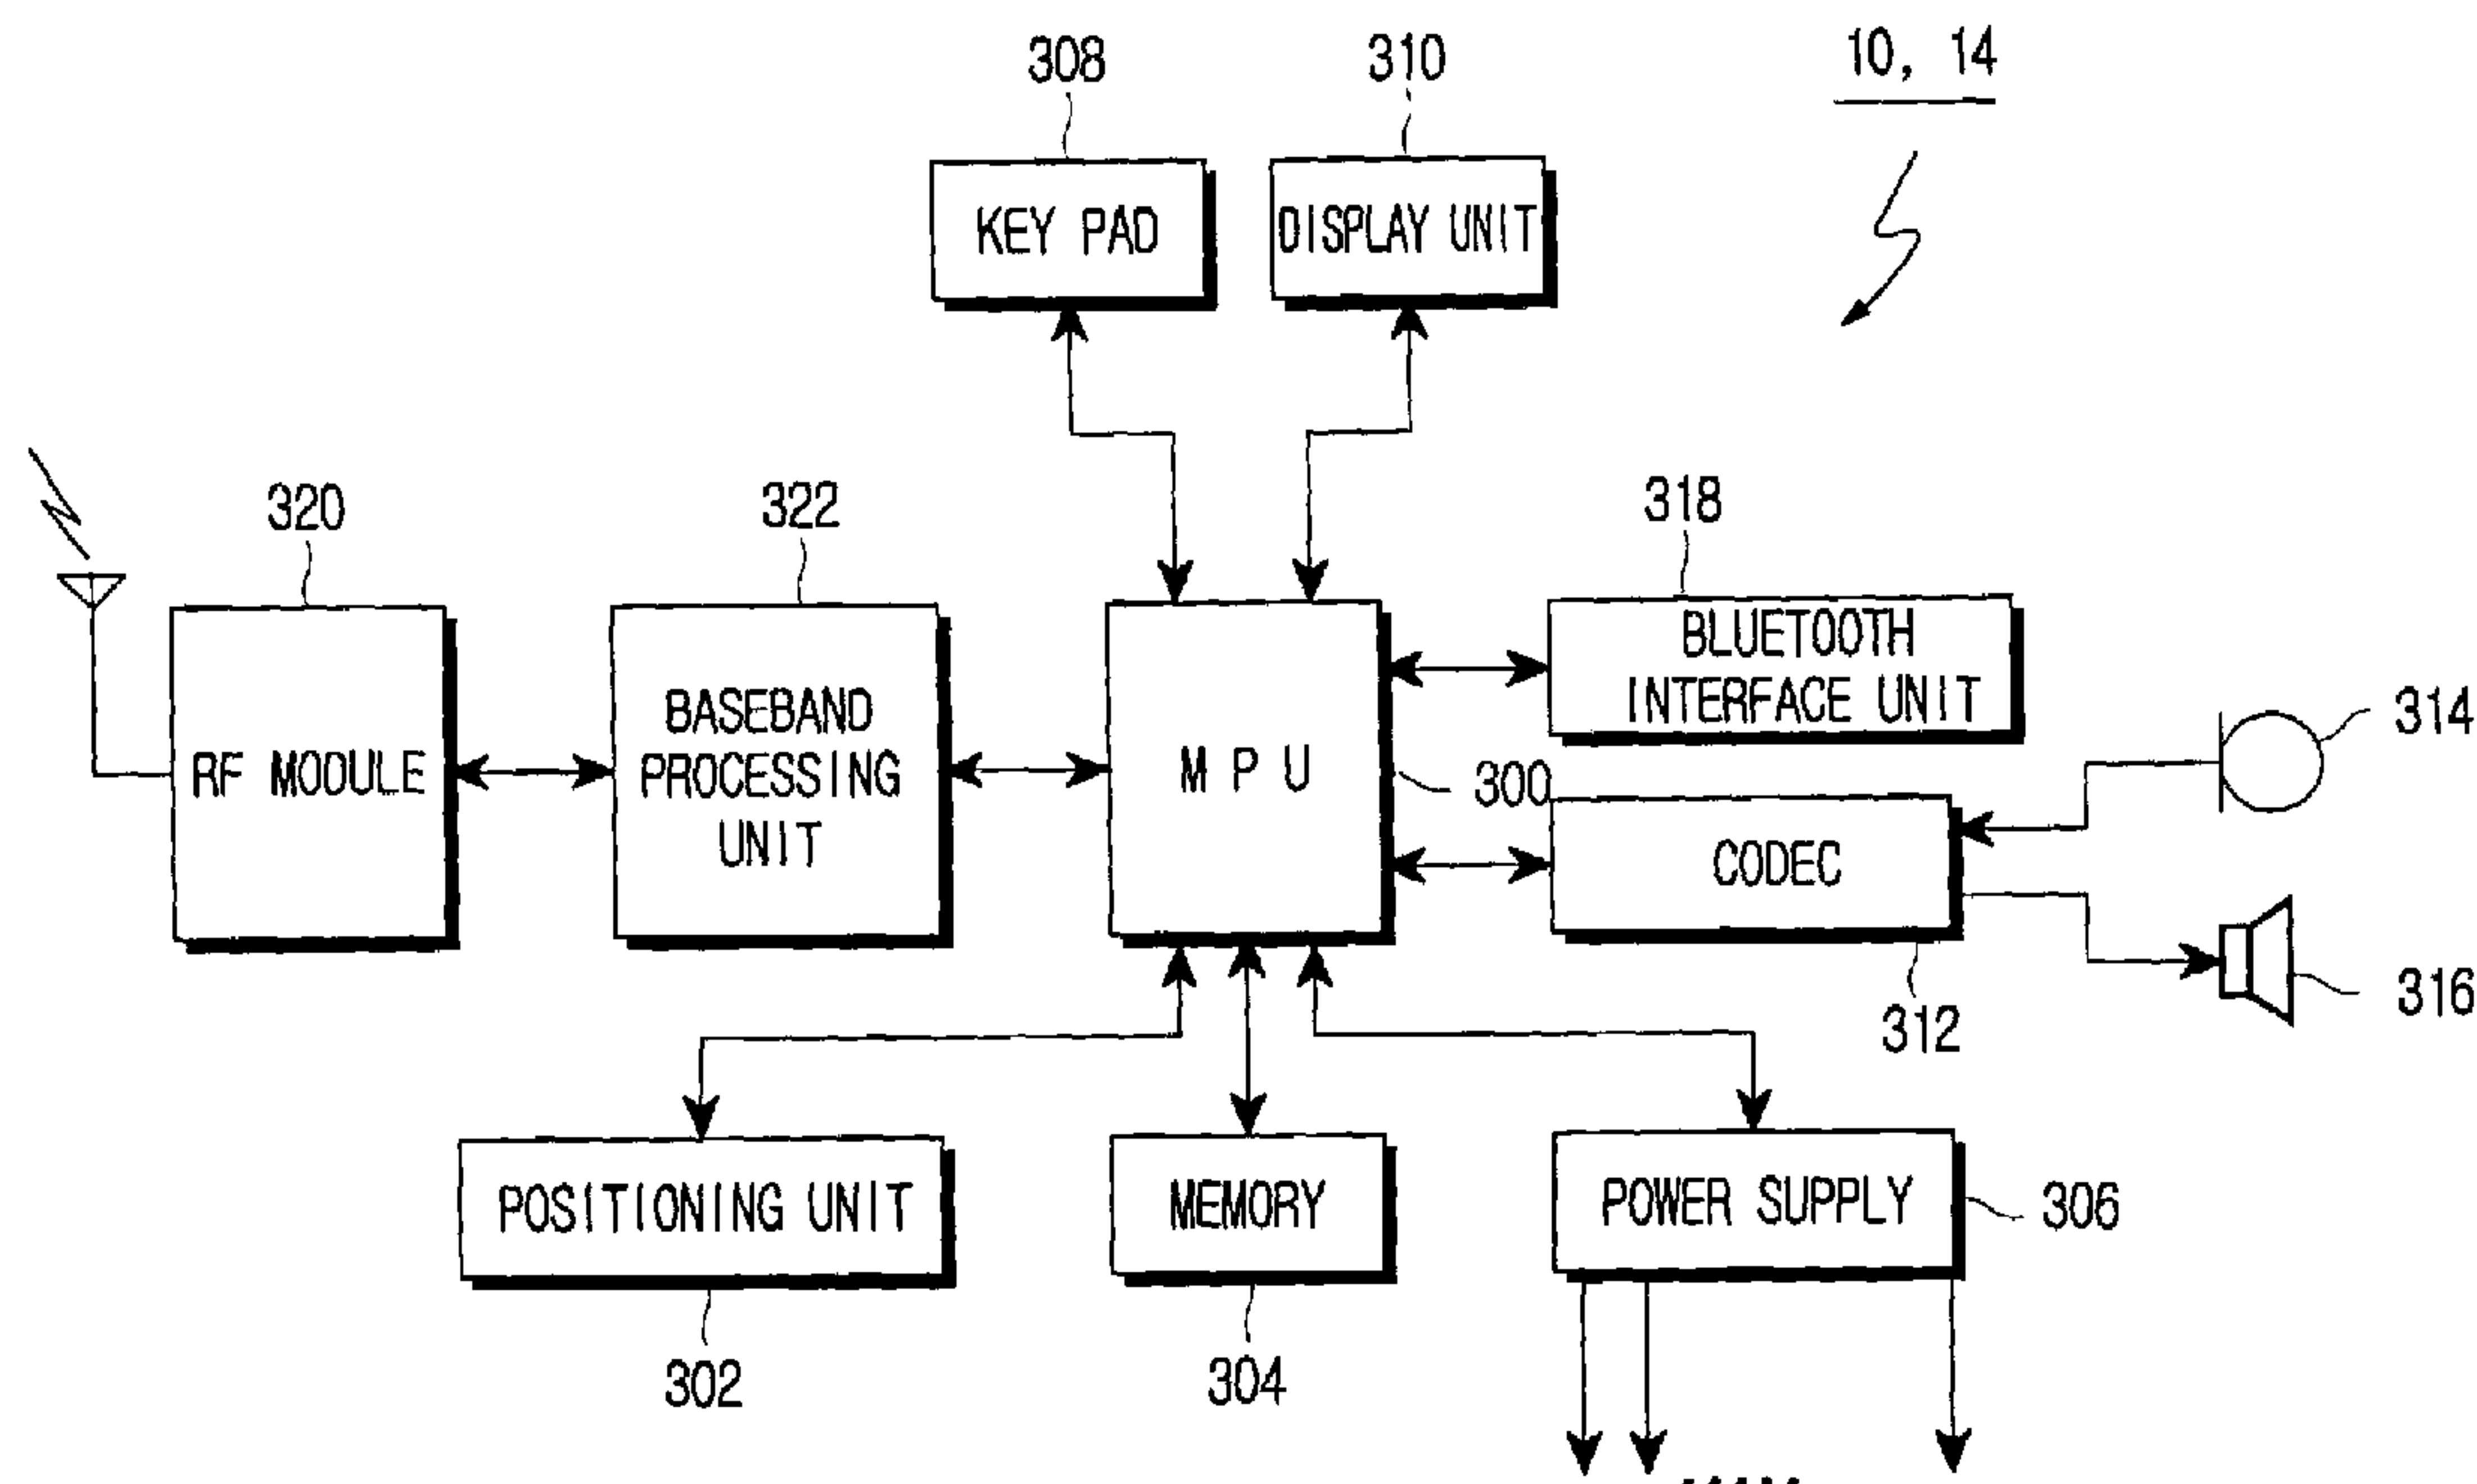 308
310
10, 14
KEY PAD
DISPLAY UNIT
320
322
318
RF MODULE
BASEBAND
PROCESSING
UNIT
M P U
300
BLUETOOTH
INTERFACE UNIT
314
CODEC
312
316
POSITIONING UNIT
MEMORY
POWER SUPPLY
306
302
304